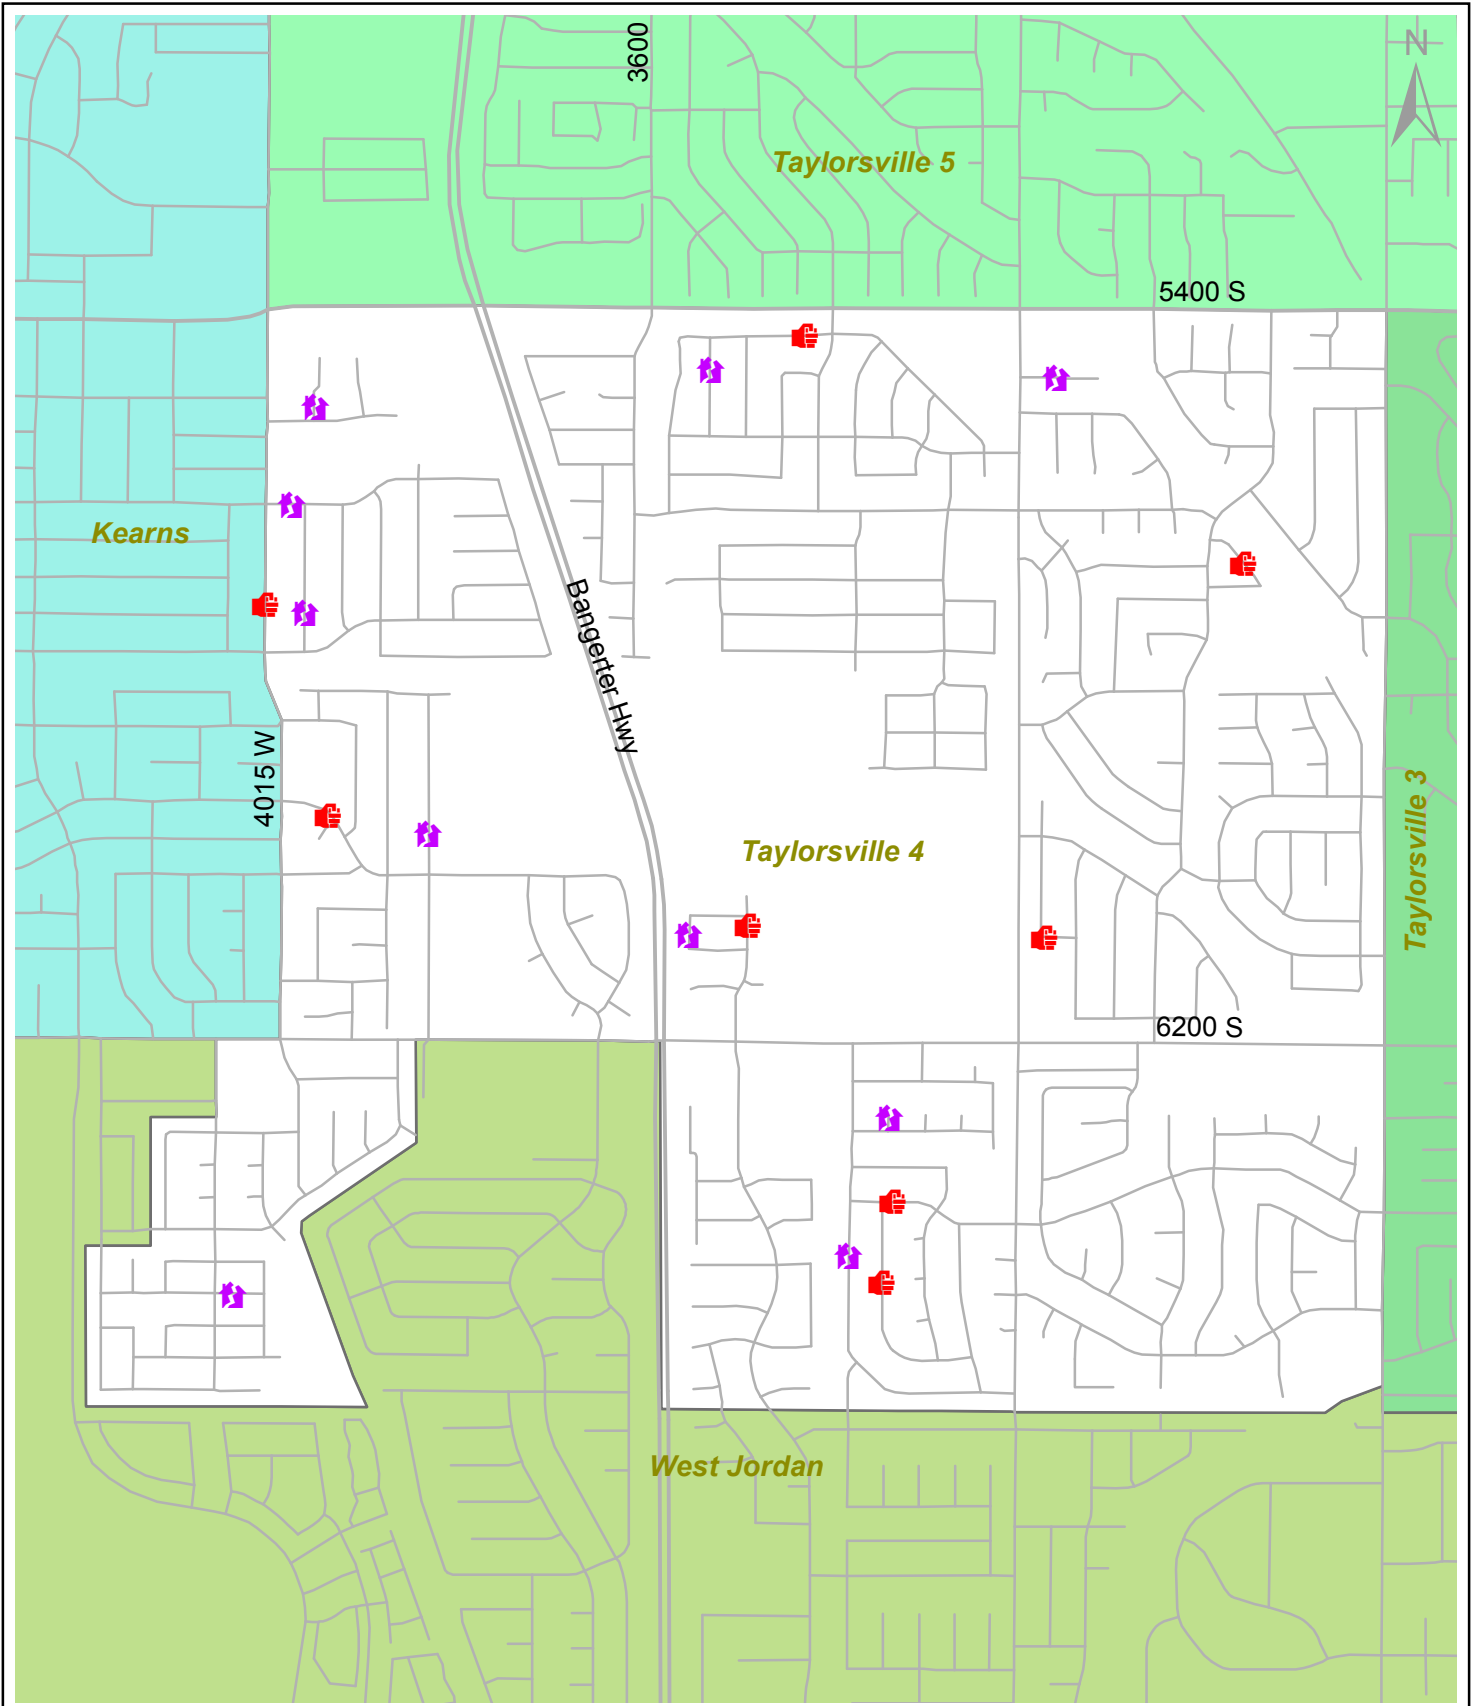 3600
N
Taylorsville 5
5400 S
Kearns
Bangerter Hwy
4015 W
Taylorsville 4
Taylorsville 3
6200 S
West Jordan